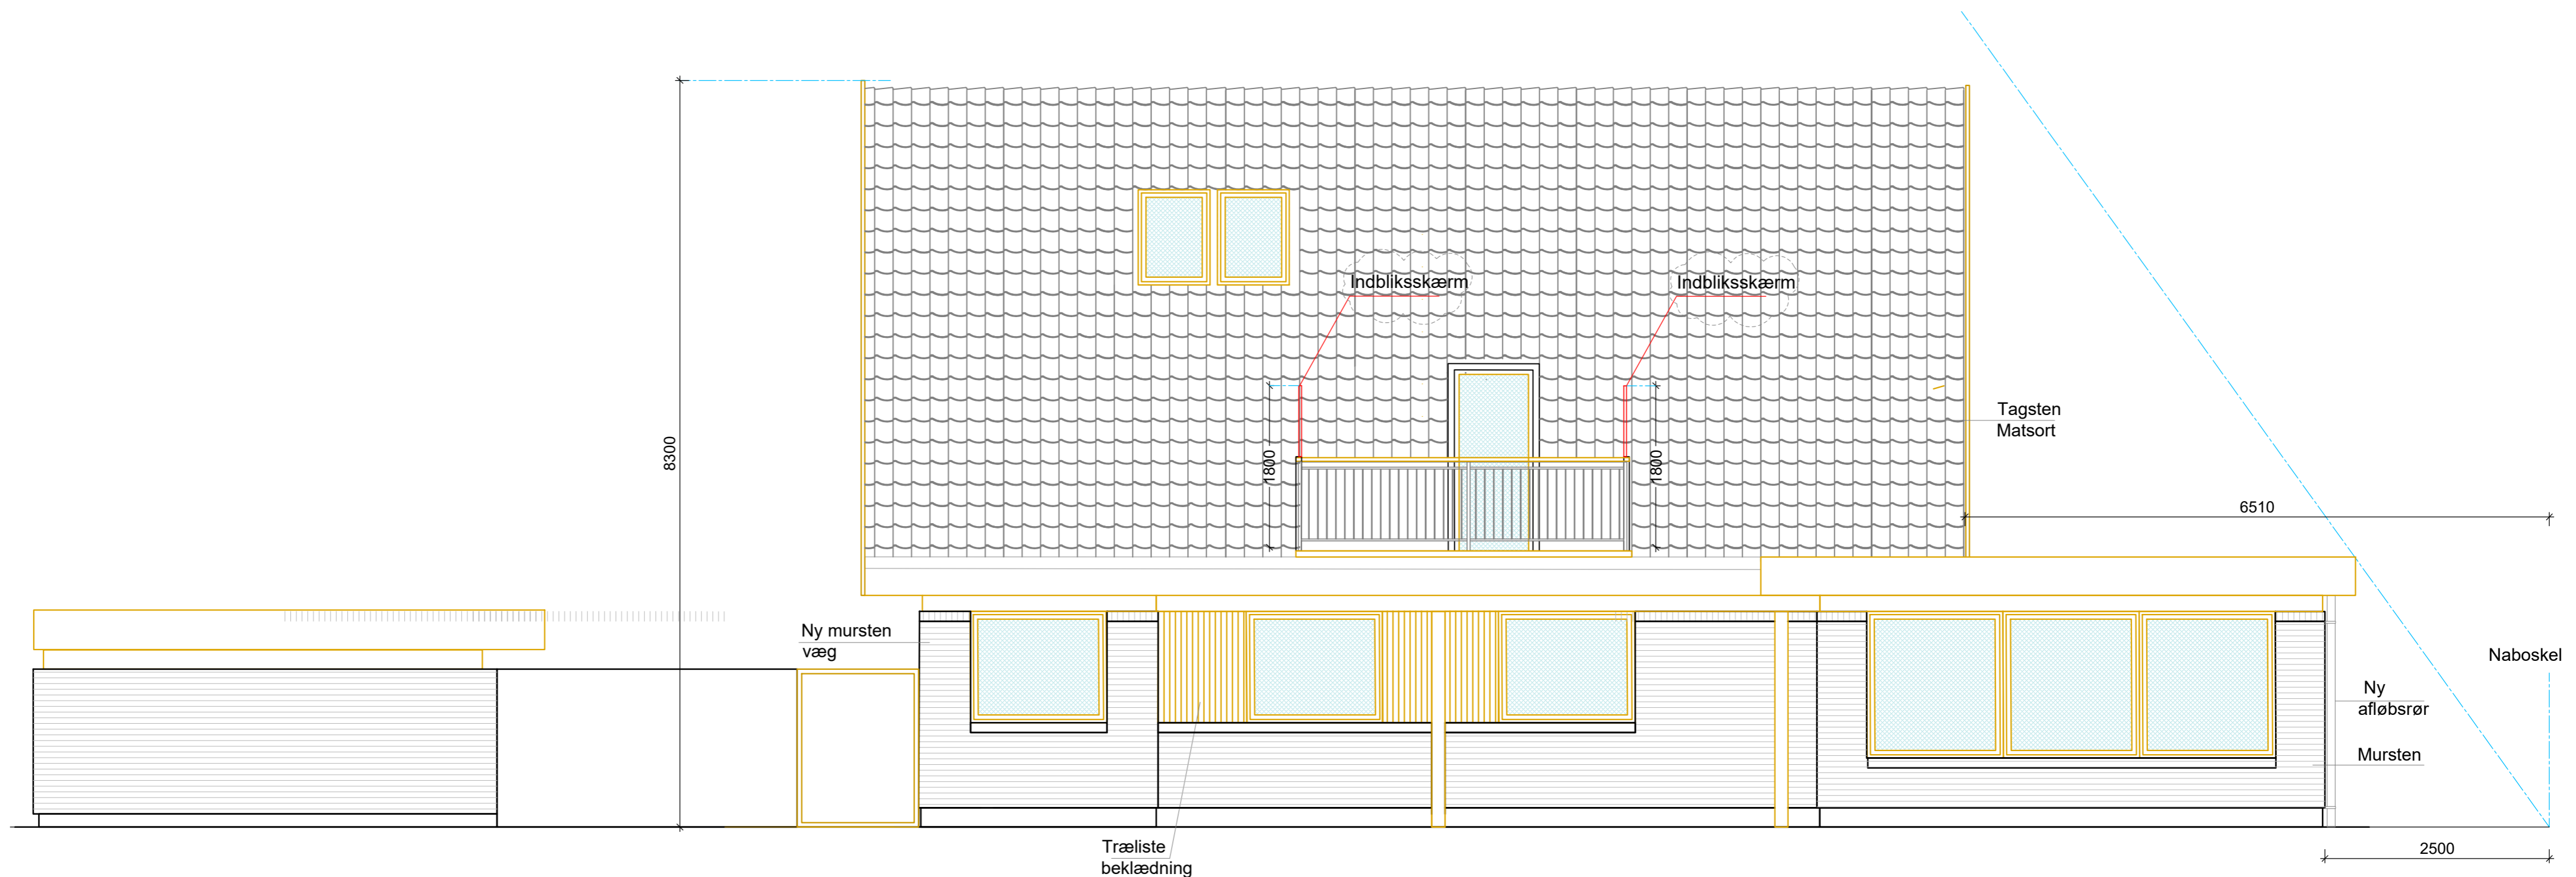 Indbliksskærm
Indbliksskærm
Tagsten
Matsort
8300
1800
1800
6510
Ny mursten
væg
Naboskel
Ny
afløbsrør
Mursten
Træliste
beklædning
2500